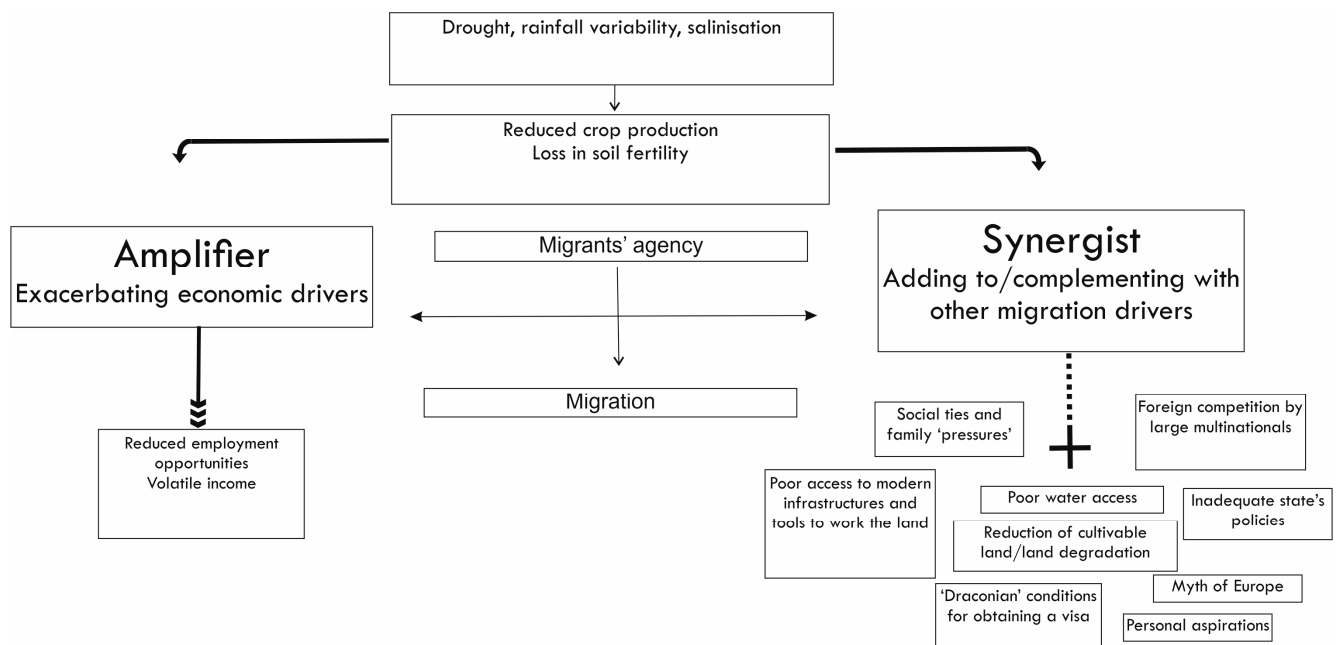 Drought, rainfall variability, salinisation
Reduced crop production
Loss in soil fertility
Amplifier
Exacerbating economic drivers
Migrants' agency
Synergist
Adding to/complementing with
other migration drivers
Migration
Reduced employment
opportunities
Volatile income
Social ties and
family 'pressures'
Foreign competition by
large multinationals
Poor access to modern
infrastructures and
tools to work the land
Poor water access
Inadequate state's
policies
Reduction of cultivable
land/land degradation
Myth of Europe
'Draconian' conditions
for obtaining a visa
Personal aspirations